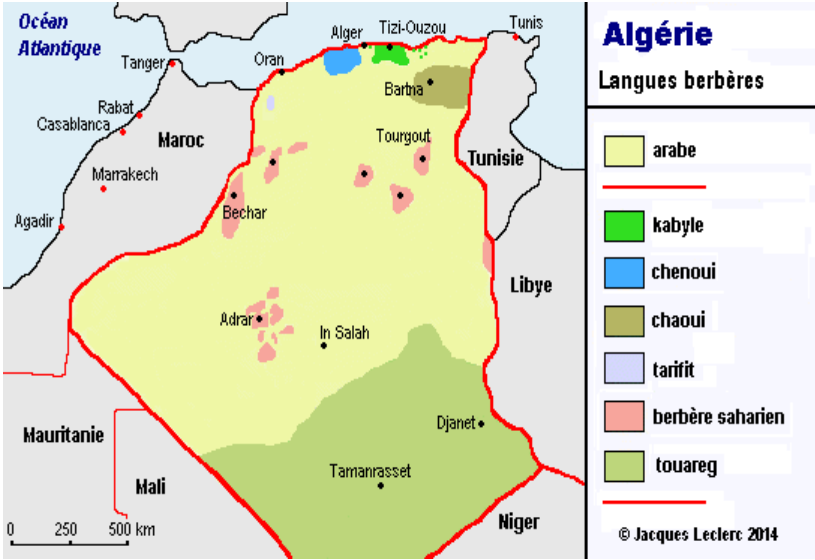 Océan
Atlantique
Tanger
Rabat
Casablanca
Maroc
Marrakech
Agadir
Oran
Alger
Tizi-Ouzou
Tunis
Bartna
Tourgout
Tunisie
Bechar
Libye
Adrar
In Salah
Djanet
Tamanrasset
Mauritanie
Mali
Niger
0 250 500 km
Algérie
Langues berbères
arabe
kabyle
chenoui
chaoui
tarifit
berbère saharien
touareg
© Jacques Leclerc 2014